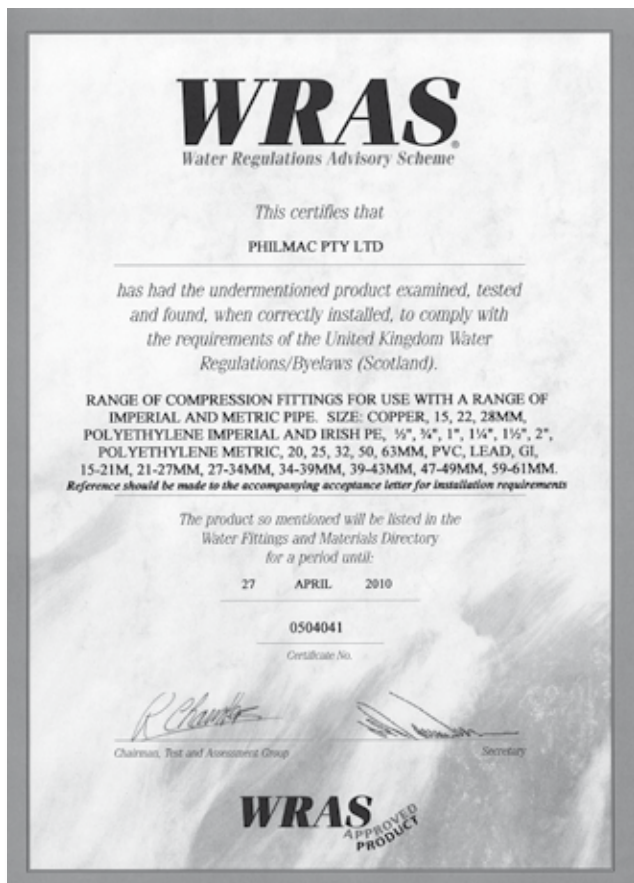 WRAS®
Water Regulations Advisory Scheme
This certifies that
PHILMAC PTY LTD
has had the undermentioned product examined, tested
and found, when correctly installed, to comply with
the requirements of the United Kingdom Water
Regulations/Byelaws (Scotland).
RANGE OF COMPRESSION FITTINGS FOR USE WITH A RANGE OF
IMPERIAL AND METRIC PIPE. SIZE: COPPER, 15, 22, 28MM,
POLYETHYLENE IMPERIAL AND IRISH PE, ½", ¾", 1", 1¼", 1½", 2",
POLYETHYLENE METRIC, 20, 25, 32, 50, 63MM, PVC, LEAD, GI,
15-21M, 21-27MM, 27-34MM, 34-39MM, 39-43MM, 47-49MM, 59-61MM.
Reference should be made to the accompanying acceptance letter for installation requirements
The product so mentioned will be listed in the
Water Fittings and Materials Directory
for a period until:
27 APRIL 2010
0504041
Certificate No.
Chairman, Test and Assessment Group
Secretary
WRAS
APPROVED
PRODUCT